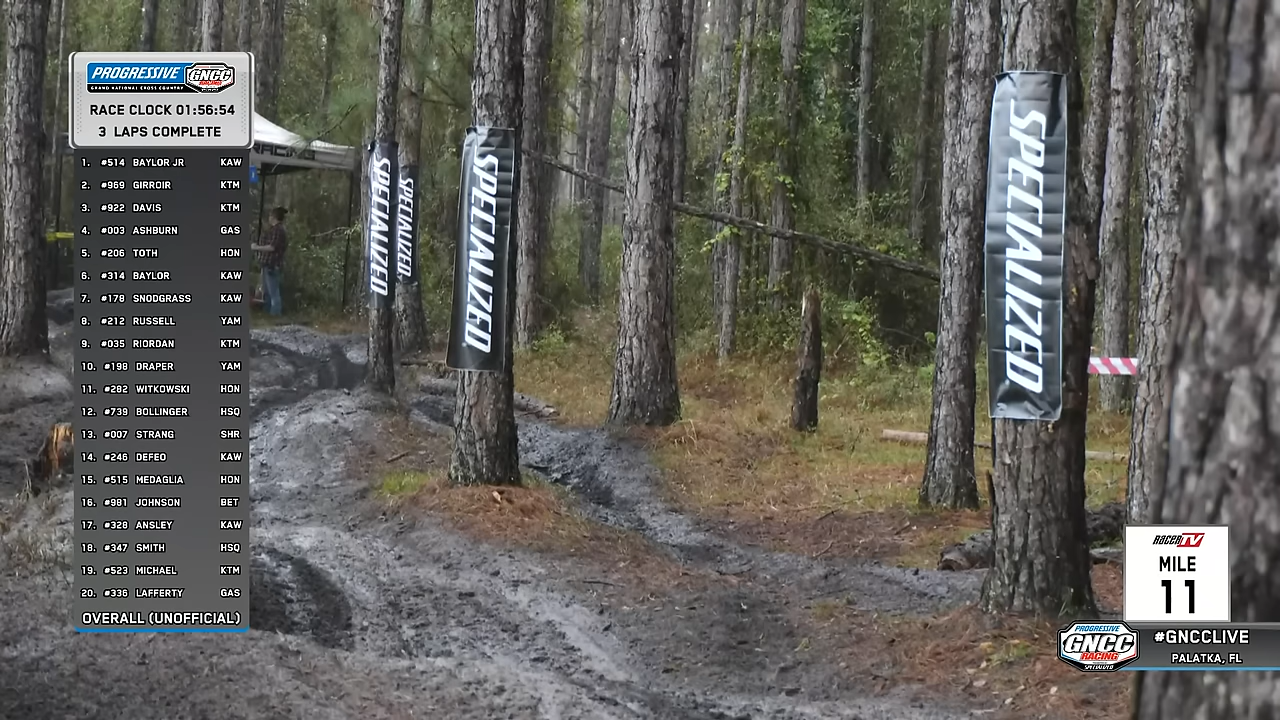 PROGRESSIVE GNCC RACING
GRAND NATIONAL CROSS COUNTRY
RACE CLOCK 01:56:54
3 LAPS COMPLETE
1. #514 BAYLOR JR KAW
2. #969 GIRROIR KTM
3. #922 DAVIS KTM
4. #003 ASHBURN GAS
5. #206 TOTH HON
6. #314 BAYLOR KAW
7. #178 SNODGRASS KAW
8. #212 RUSSELL YAM
9. #035 RIORDAN KTM
10. #198 DRAPER YAM
11. #282 WITKOWSKI HON
12. #739 BOLLINGER HSQ
13. #007 STRANG SHR
14. #246 DEFEO KAW
15. #515 MEDAGLIA HON
16. #981 JOHNSON BET
17. #328 ANSLEY KAW
18. #347 SMITH HSQ
19. #523 MICHAEL KTM
20. #336 LAFFERTY GAS
OVERALL (UNOFFICIAL)
SPECIALIZED
SPECIALIZED
SPECIALIZED
SPECIALIZED
RACER TV
MILE
11
PROGRESSIVE
GNCC
RACING
SPECIALIZED
#GNCCLIVE
PALATKA, FL